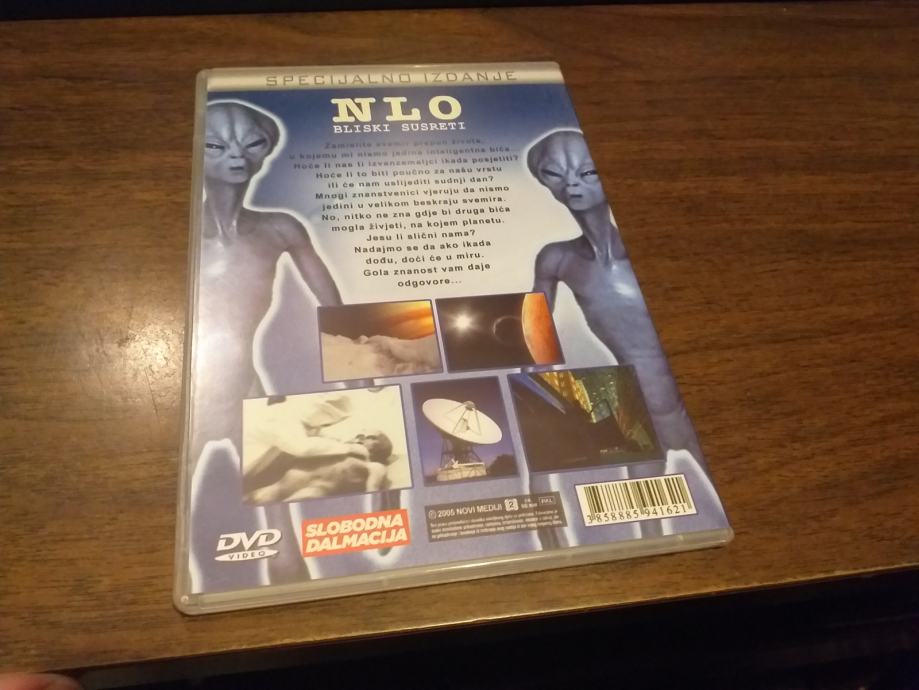 SPECIJALNO IZDANJE
NLO
BLISKI SUSRETI
Zamislite svemir prepun života,
u kojemu mi nismo jedina inteligentna bića.
Hoće li nas ti izvanzemaljci ikada posjetiti?
Hoće li to biti poučno za našu vrstu
ili će nam uslijediti sudnji dan?
Mnogi znanstvenici vjeruju da nismo
jedini u velikom beskraju svemira.
No, nitko ne zna gdje bi druga bića
mogla živjeti, na kojem planetu.
Jesu li slični nama?
Nadajmo se da ako ikada
dođu, doći će u miru.
Gola znanost vam daje
odgovore...
DVD
VIDEO
SLOBODNA
DALMACIJA
© 2005 NOVI MEDIJI
2
PAL
3858885941621